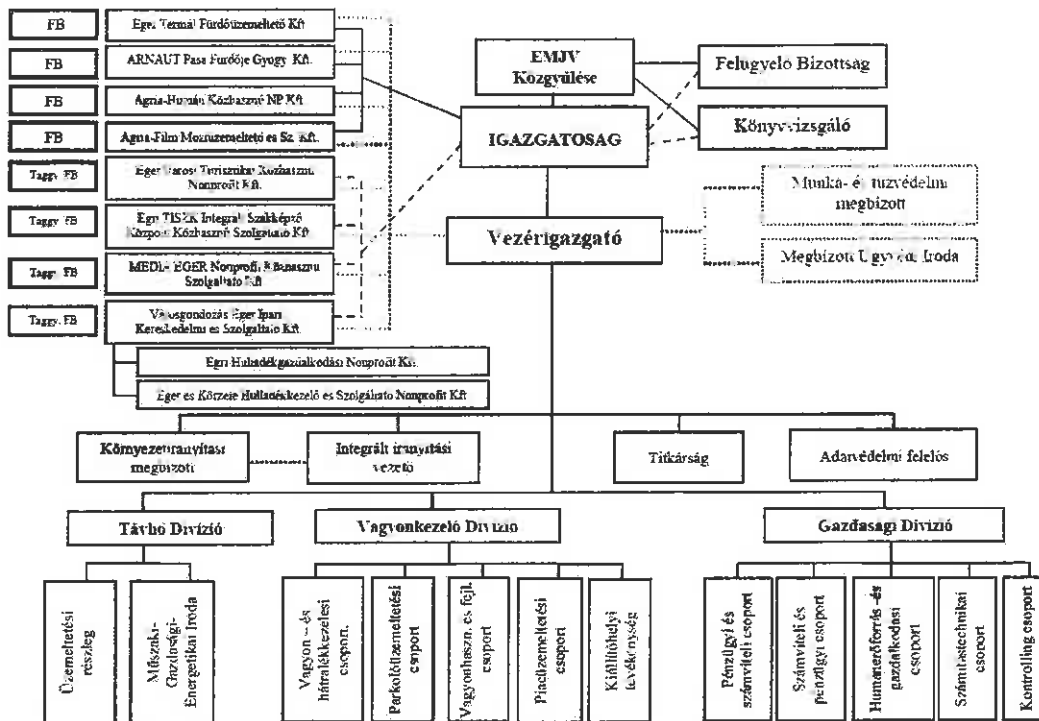 FB
Eger Termál Fürdőüzemeltető Kft
FB
ARNAUT Pasa Fürdője Gyógy. Kft.
FB
Agria-Humán Közhasznú NP Kft.
FB
Agria-Film Moziüzemeltető és Sz. Kft.
Taggy. FB
Eger Városi Turisztikai Közhasznú
Nonprofit Kft.
Taggy. FB
Egri TISZK Integrált Szakképző
Központ Közhasznú Szolgáltató Kft
Taggy. FB
MEDI- EGER Nonprofit Közhasznú
Szolgáltató Kft
Taggy. FB
Városgondozás Eger Ipari
Kereskedelmi és Szolgáltató Kft.
Egri Hulladékgazdálkodási Nonprofit Kft.
Eger és Körzete Hulladékkezelő és Szolgáltató Nonprofit Kft
EMJV
Közgyűlése
IGAZGATÓSÁG
Vezérigazgató
Felügyelő Bizottság
Könyvvizsgáló
Munka- és tűzvédelmi
megbízott
Megbízott Ügyvédi Iroda
Környezetirányítási
megbízott
Integrált irányítási
vezető
Titkárság
Adatvédelmi felelős
Távhő Divízió
Vagyonkezelő Divízió
Gazdasági Divízió
Üzemeltetési
részleg
Műszaki-
Gazdasági-
Energetikai Iroda
Vagyon – és
hátralékkezelési
csoport.
Parkolóüzemeltetési
csoport
Vagyonhaszn. és fejl.
csoport
Piacüzemeltetési
csoport
Kiállítóhelyi
tevékenység
Pénzügyi és
számviteli csoport
Számviteli és
pénzügyi csoport
Humánerőforrás –és
gazdálkodási
csoport
Számítástechnikai
csoport
Kontrolling csoport